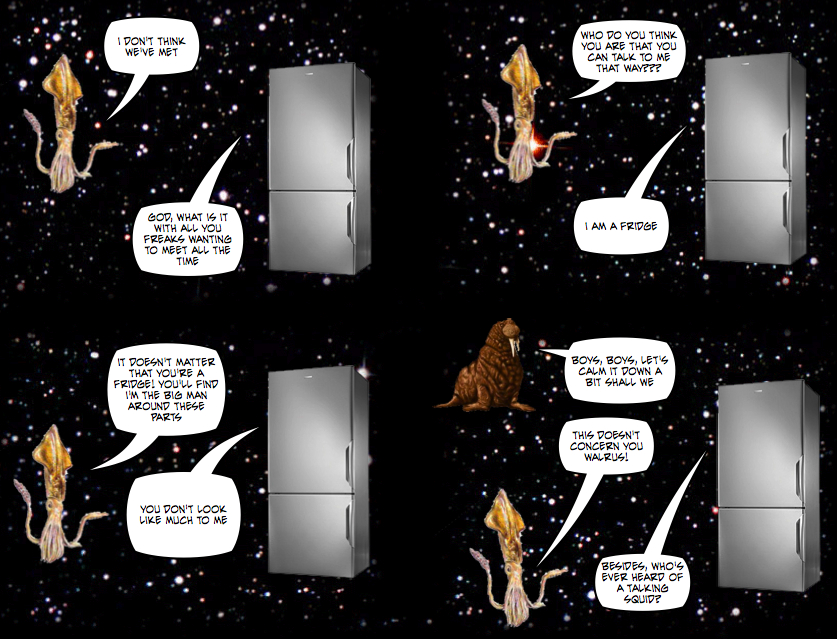 I DON'T THINK
WE'VE MET
GOD, WHAT IS IT
WITH ALL YOU
FREAKS WANTING
TO MEET ALL THE
TIME
WHO DO YOU THINK
YOU ARE THAT YOU
CAN TALK TO ME
THAT WAY???
I AM A FRIDGE
IT DOESN'T MATTER
THAT YOU'RE A
FRIDGE! YOU'LL FIND
I'M THE BIG MAN
AROUND THESE
PARTS
YOU DON'T LOOK
LIKE MUCH TO ME
BOYS, BOYS, LET'S
CALM IT DOWN A
BIT SHALL WE
THIS DOESN'T
CONCERN YOU
WALRUS!
BESIDES, WHO'S
EVER HEARD OF
A TALKING
SQUID?